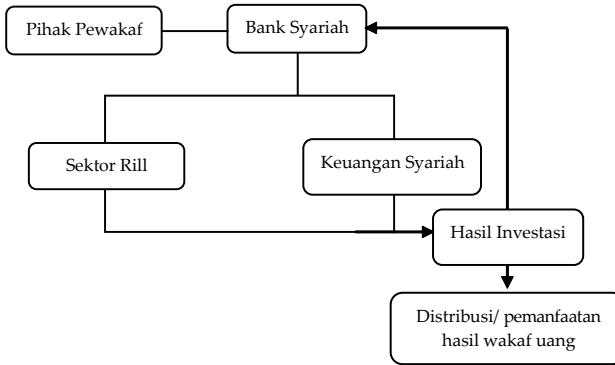 Pihak Pewakaf
Bank Syariah
Sektor Rill
Keuangan Syariah
Hasil Investasi
Distribusi/ pemanfaatan
hasil wakaf uang